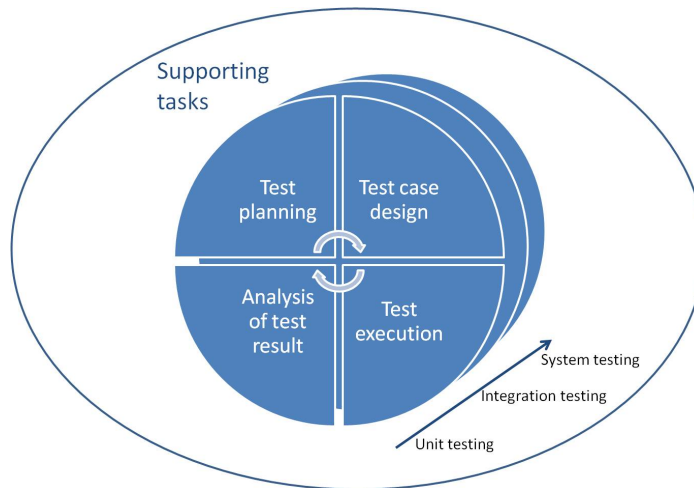 Supporting
tasks
Test
planning
Test case
design
Analysis
of test
result
Test
execution
System testing
Integration testing
Unit testing